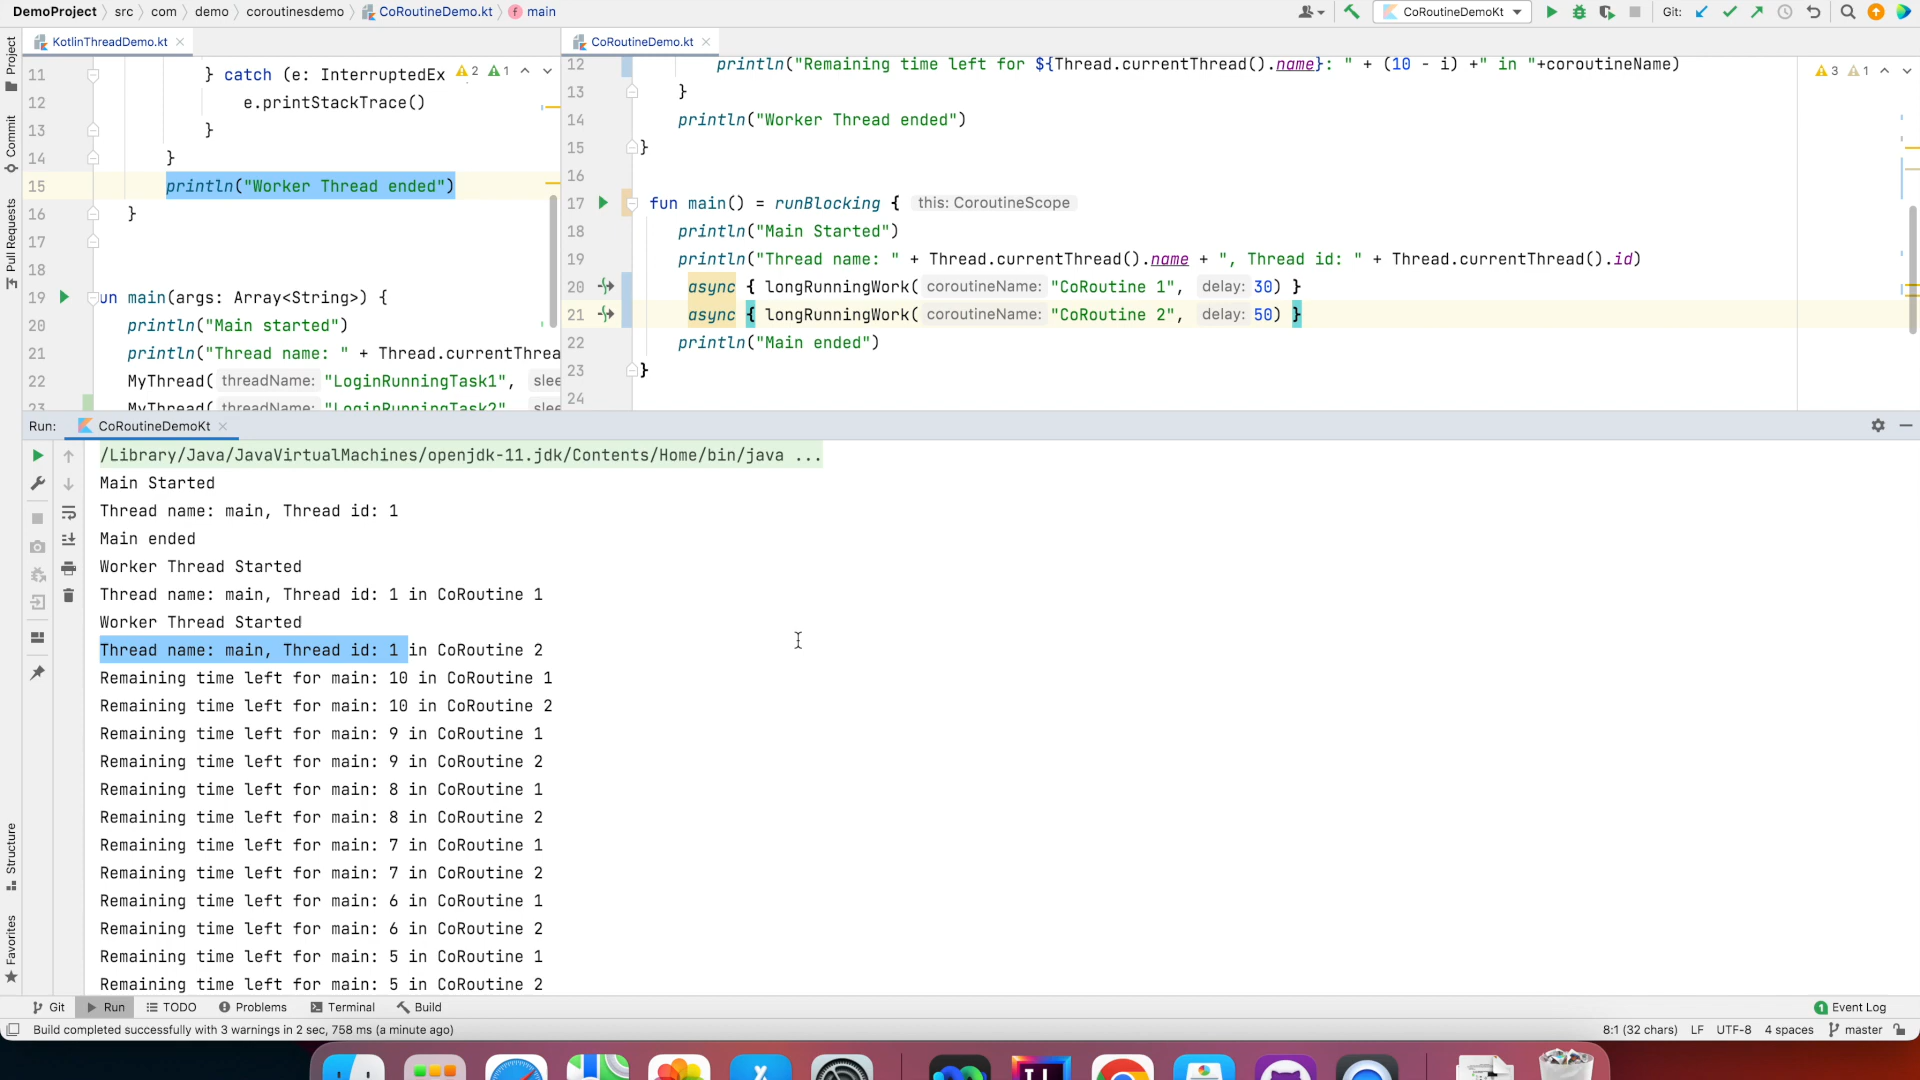 DemoProject src com demo coroutinesdemo CoRoutineDemo.kt main
CoRoutineDemoKt Git:
Project
Commit
Pull Requests
Structure
Favorites
KotlinThreadDemo.kt
2 1
11 } catch (e: InterruptedEx
12 e.printStackTrace()
13 }
14 }
15 println("Worker Thread ended")
16 }
17
18
19 un main(args: Array<String>) {
20 println("Main started")
21 println("Thread name: " + Thread.currentThrea
22 MyThread( threadName: "LoginRunningTask1", slee
23 MyThread( threadName: "LoginRunningTask2" slee
CoRoutineDemo.kt
3 1
12 println("Remaining time left for ${Thread.currentThread().name}: " + (10 - i) +" in "+coroutineName)
13 }
14 println("Worker Thread ended")
15 }
16
17 fun main() = runBlocking { this: CoroutineScope
18 println("Main Started")
19 println("Thread name: " + Thread.currentThread().name + ", Thread id: " + Thread.currentThread().id)
20 async { longRunningWork( coroutineName: "CoRoutine 1", delay: 30) }
21 async { longRunningWork( coroutineName: "CoRoutine 2", delay: 50) }
22 println("Main ended")
23 }
24
Run: CoRoutineDemoKt
/Library/Java/JavaVirtualMachines/openjdk-11.jdk/Contents/Home/bin/java ...
Main Started
Thread name: main, Thread id: 1
Main ended
Worker Thread Started
Thread name: main, Thread id: 1 in CoRoutine 1
Worker Thread Started
Thread name: main, Thread id: 1 in CoRoutine 2
Remaining time left for main: 10 in CoRoutine 1
Remaining time left for main: 10 in CoRoutine 2
Remaining time left for main: 9 in CoRoutine 1
Remaining time left for main: 9 in CoRoutine 2
Remaining time left for main: 8 in CoRoutine 1
Remaining time left for main: 8 in CoRoutine 2
Remaining time left for main: 7 in CoRoutine 1
Remaining time left for main: 7 in CoRoutine 2
Remaining time left for main: 6 in CoRoutine 1
Remaining time left for main: 6 in CoRoutine 2
Remaining time left for main: 5 in CoRoutine 1
Remaining time left for main: 5 in CoRoutine 2
Git Run TODO Problems Terminal Build 1 Event Log
Build completed successfully with 3 warnings in 2 sec, 758 ms (a minute ago) 8:1 (32 chars) LF UTF-8 4 spaces master